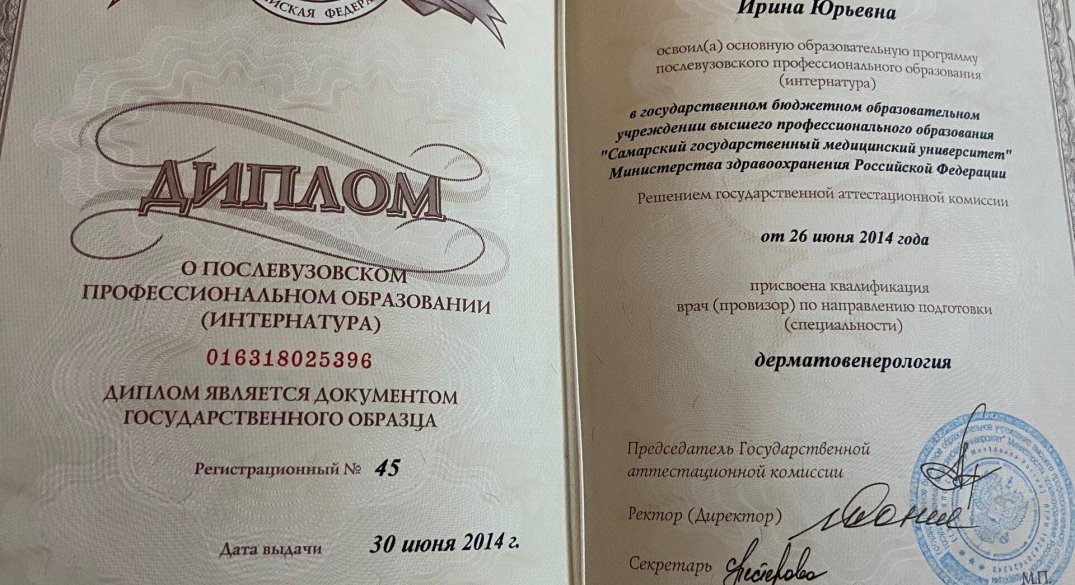 ЙСКАЯ ФЕДЕРА
ДИПЛОМ
О ПОСЛЕВУЗОВСКОМ
ПРОФЕССИОНАЛЬНОМ ОБРАЗОВАНИИ
(ИНТЕРНАТУРА)
016318025396
ДИПЛОМ ЯВЛЯЕТСЯ ДОКУМЕНТОМ
ГОСУДАРСТВЕННОГО ОБРАЗЦА
Регистрационный № 45
Дата выдачи 30 июня 2014 г.
Ирина Юрьевна
освоил(а) основную образовательную программу
послевузовского профессионального образования
(интернатура)
в государственном бюджетном образовательном
учреждении высшего профессионального образования
"Самарский государственный медицинский университет"
Министерства здравоохранения Российской Федерации
Решением государственной аттестационной комиссии
от 26 июня 2014 года
присвоена квалификация
врач (провизор) по направлению подготовки
(специальности)
дерматовенерология
Председатель Государственной
аттестационной комиссии
Ректор (Директор)
Секретарь
М.П.